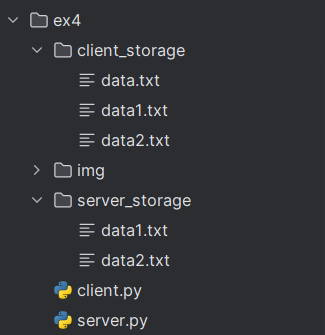 ex4
client_storage
data.txt
data1.txt
data2.txt
img
server_storage
data1.txt
data2.txt
client.py
server.py